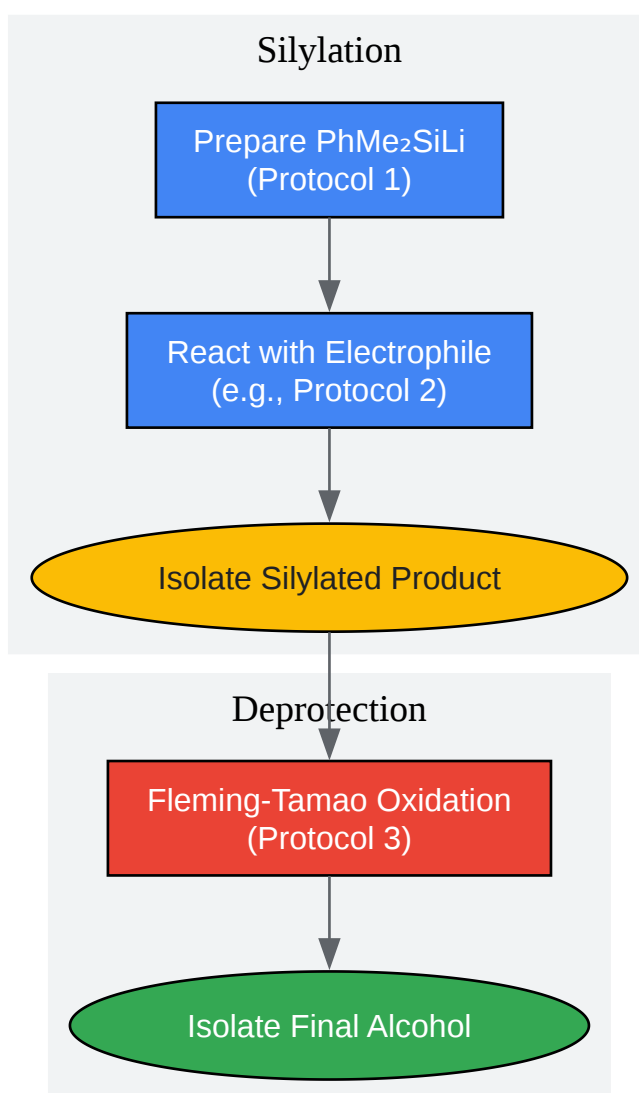 Silylation
Prepare PhMe₂SiLi
(Protocol 1)
React with Electrophile
(e.g., Protocol 2)
Isolate Silylated Product
Deprotection
Fleming-Tamao Oxidation
(Protocol 3)
Isolate Final Alcohol